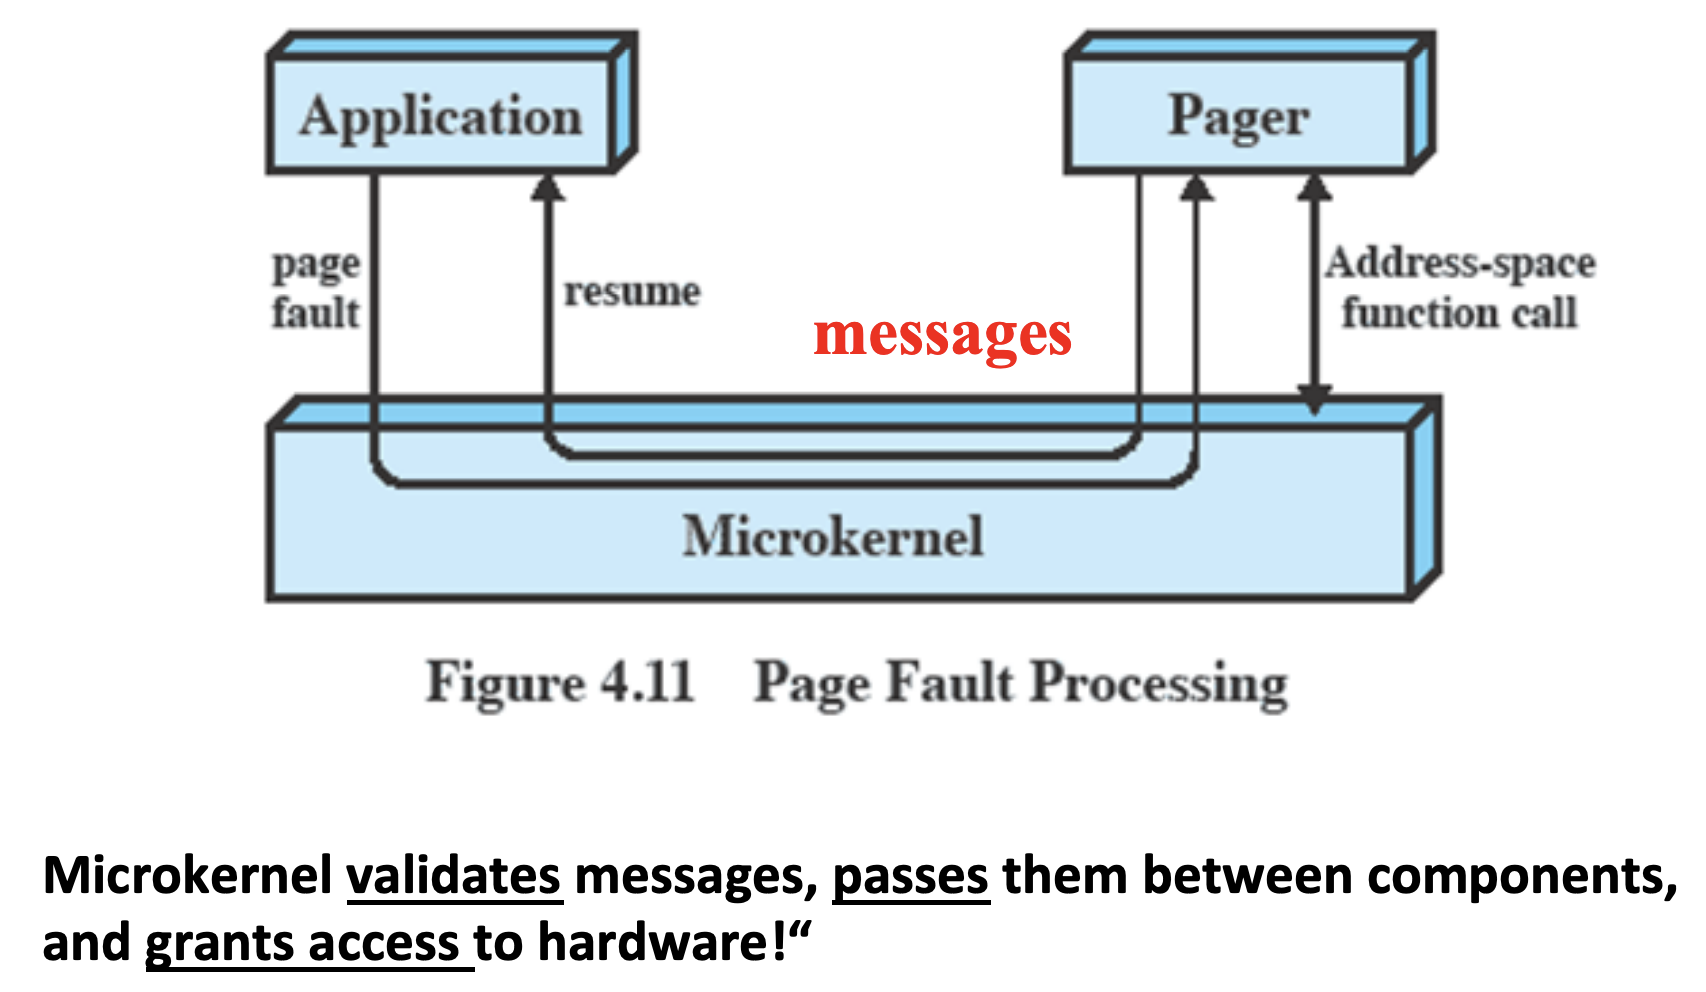 Application
Pager
page
fault
resume
messages
Address-space
function call
Microkernel
Figure 4.11 Page Fault Processing
Microkernel validates messages, passes them between components,
and grants access to hardware!“